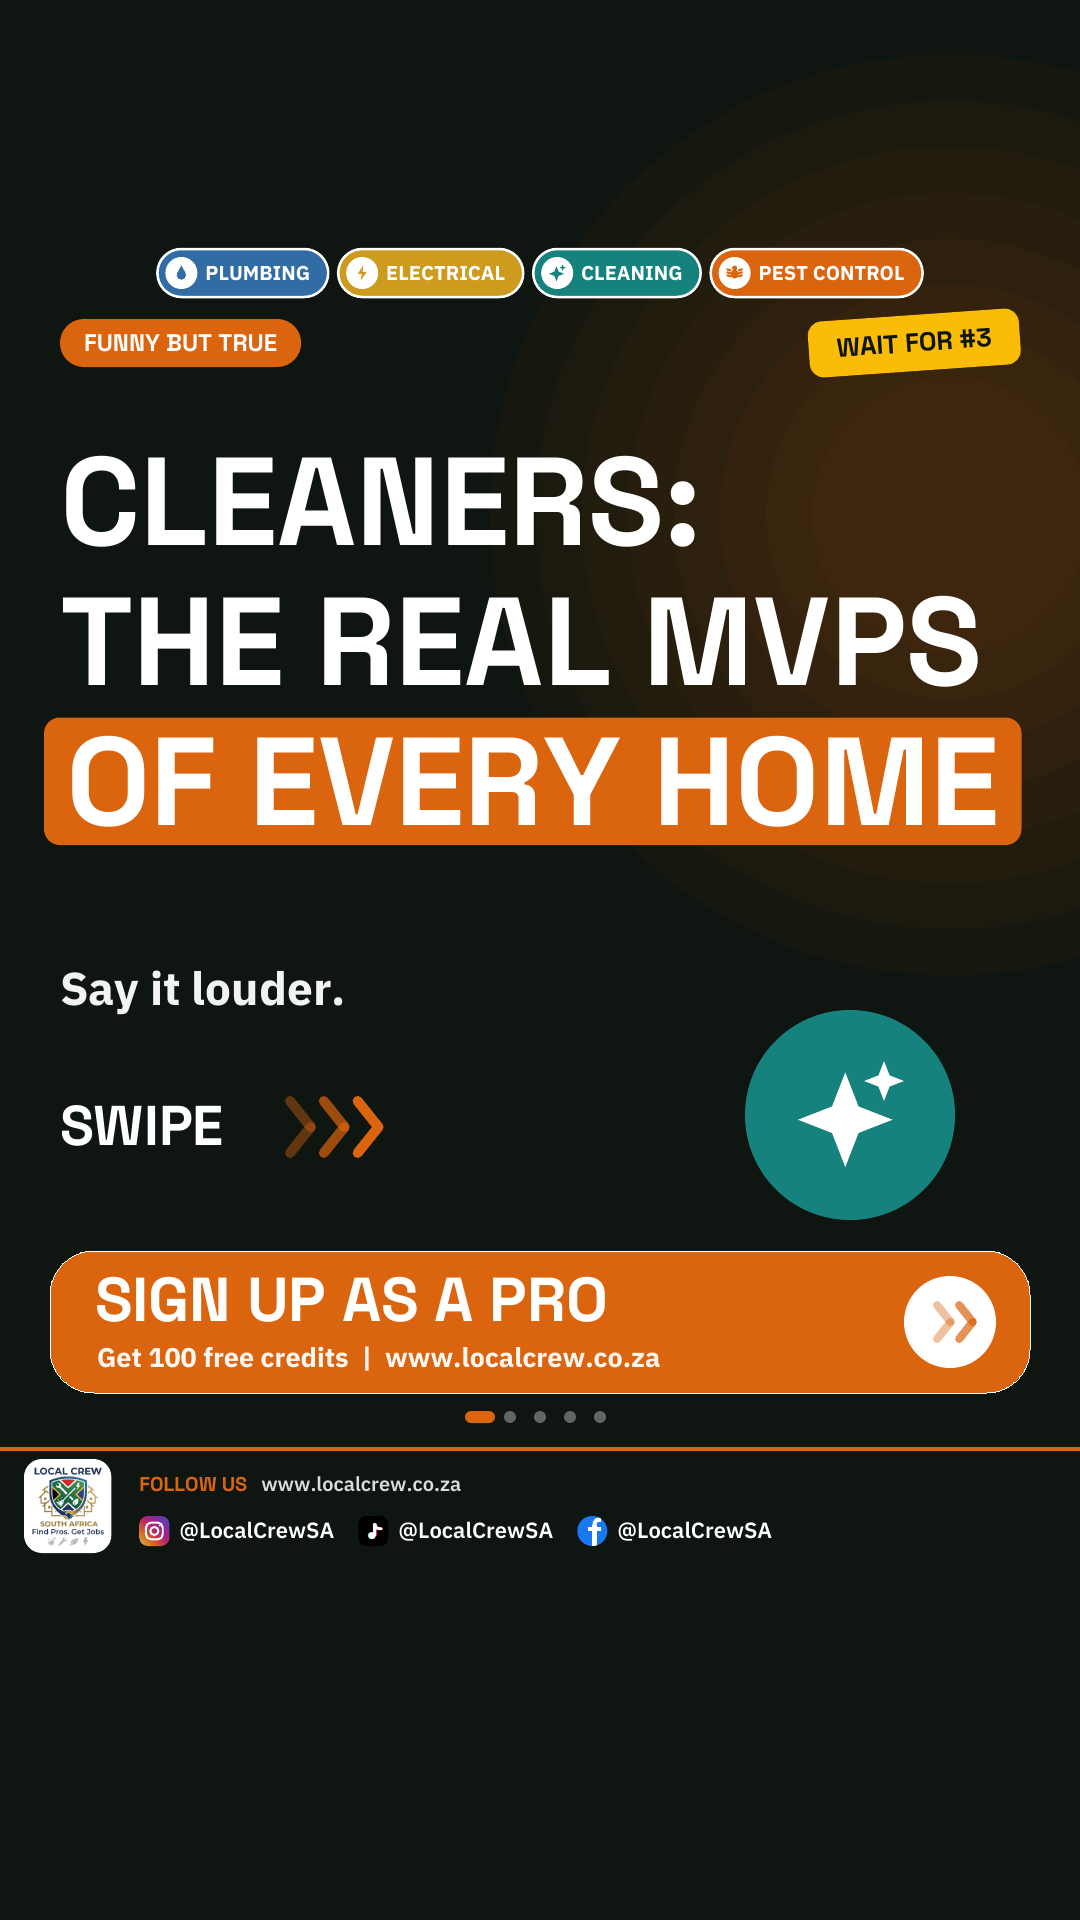 PLUMBING ELECTRICAL CLEANING PEST CONTROL
FUNNY BUT TRUE
WAIT FOR #3
CLEANERS:
THE REAL MVPS
OF EVERY HOME
Say it louder.
SWIPE
SIGN UP AS A PRO
Get 100 free credits | www.localcrew.co.za
LOCAL CREW
SOUTH AFRICA
Find Pros. Get Jobs
FOLLOW US www.localcrew.co.za
@LocalCrewSA @LocalCrewSA @LocalCrewSA